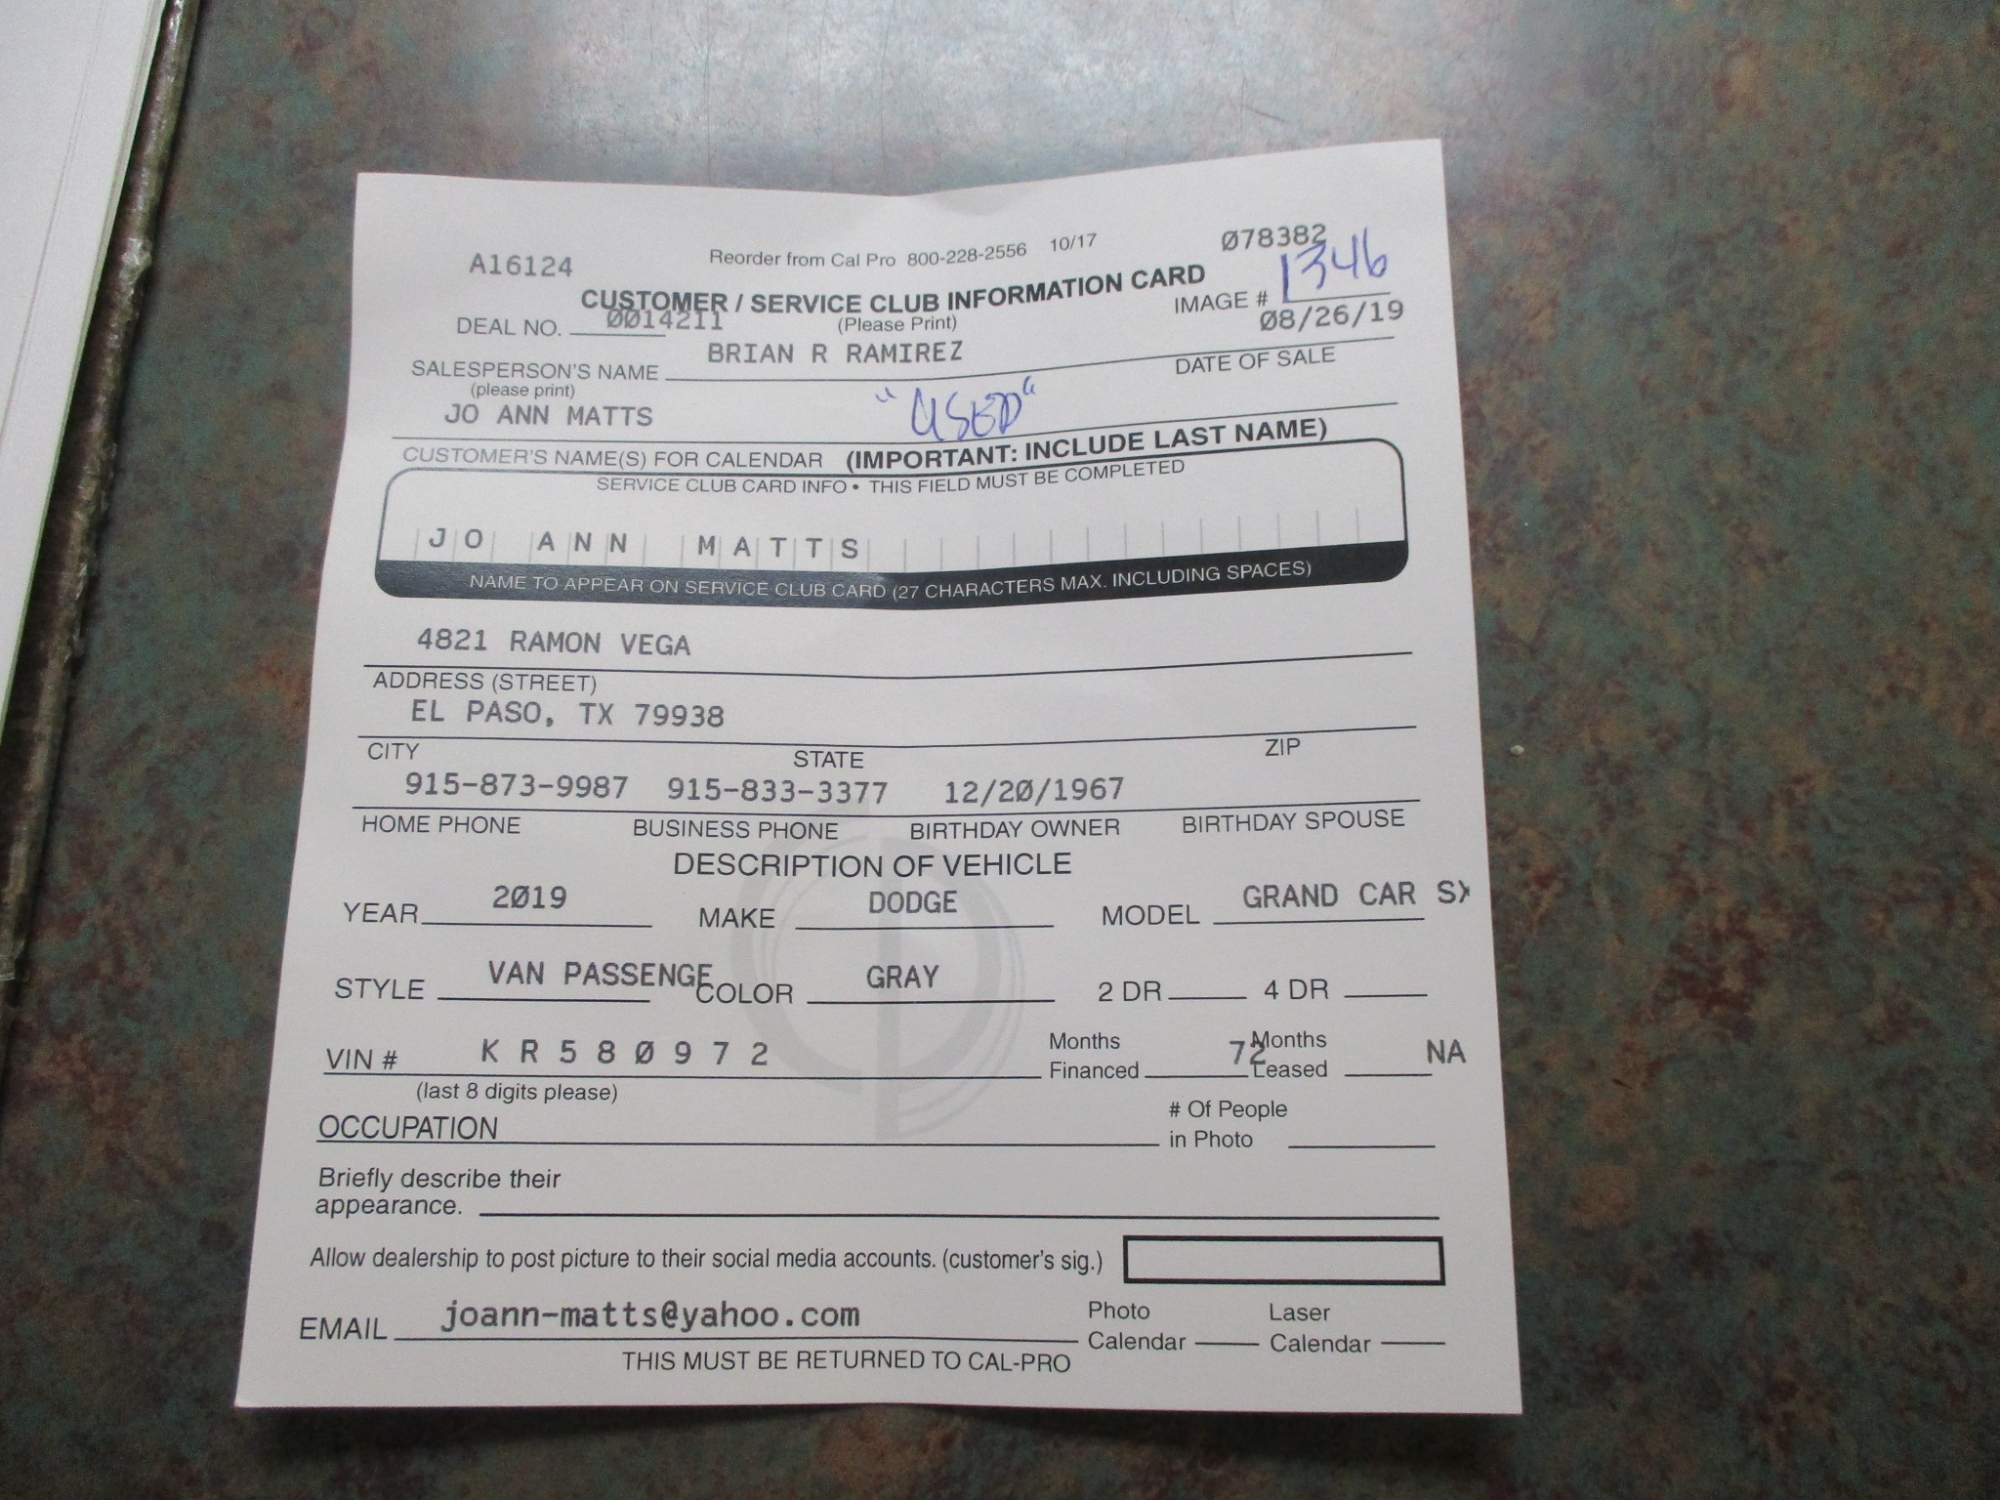 A16124 Reorder from Cal Pro 800-228-2556 10/17 Ø78382
CUSTOMER / SERVICE CLUB INFORMATION CARD IMAGE # 1346
DEAL NO. ØØ14211 (Please Print) Ø8/26/19
SALESPERSON'S NAME BRIAN R RAMIREZ DATE OF SALE
(please print)
JO ANN MATTS "USED"
CUSTOMER'S NAME(S) FOR CALENDAR (IMPORTANT: INCLUDE LAST NAME)
SERVICE CLUB CARD INFO • THIS FIELD MUST BE COMPLETED
JO ANN MATTS
NAME TO APPEAR ON SERVICE CLUB CARD (27 CHARACTERS MAX. INCLUDING SPACES)
4821 RAMON VEGA
ADDRESS (STREET)
EL PASO, TX 79938
CITY STATE ZIP
915-873-9987 915-833-3377 12/2Ø/1967
HOME PHONE BUSINESS PHONE BIRTHDAY OWNER BIRTHDAY SPOUSE
DESCRIPTION OF VEHICLE
YEAR 2Ø19 MAKE DODGE MODEL GRAND CAR SX
STYLE VAN PASSENGE COLOR GRAY 2 DR 4 DR
VIN # K R 5 8 Ø 9 7 2 Months Financed 72 Months Leased NA
(last 8 digits please)
OCCUPATION # Of People in Photo
Briefly describe their
appearance.
Allow dealership to post picture to their social media accounts. (customer's sig.)
EMAIL joann-matts@yahoo.com Photo Calendar Laser Calendar
THIS MUST BE RETURNED TO CAL-PRO